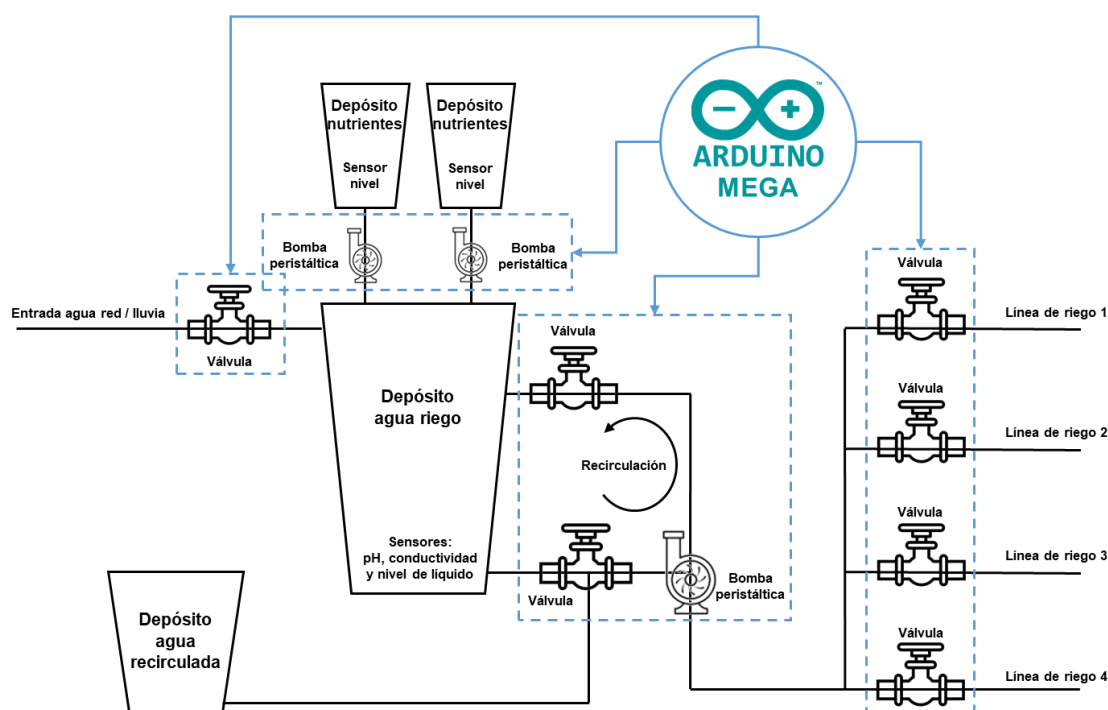 Depósito
nutrientes
Sensor
nivel
Depósito
nutrientes
Sensor
nivel
™
ARDUINO
MEGA
Bomba
peristáltica
Bomba
peristáltica
Entrada agua red / lluvia
Válvula
Depósito
agua riego
Sensores:
pH, conductividad
y nivel de líquido
Válvula
Recirculación
Válvula
Bomba
peristáltica
Depósito
agua
recirculada
Válvula
Línea de riego 1
Válvula
Línea de riego 2
Válvula
Línea de riego 3
Válvula
Línea de riego 4